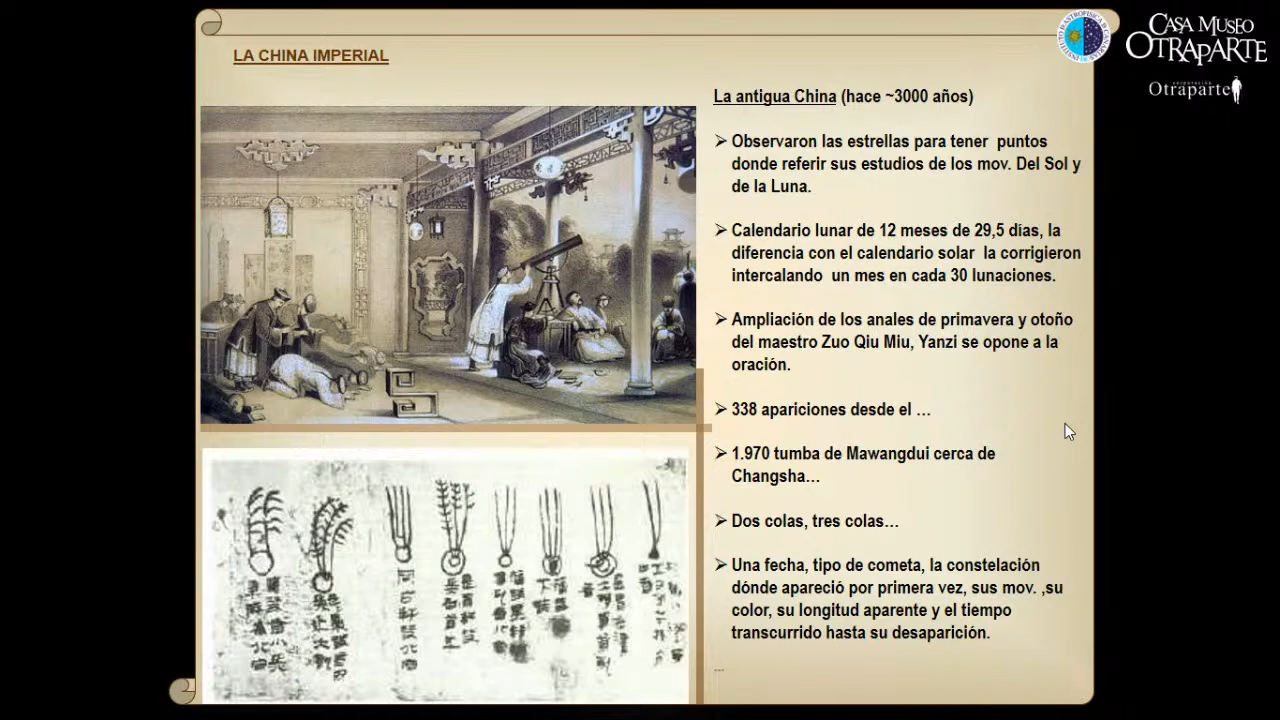 LA CHINA IMPERIAL
CASA MUSEO
OTRAPARTE
corporación
Otraparte
La antigua China (hace ~3000 años)
➢ Observaron las estrellas para tener puntos
donde referir sus estudios de los mov. Del Sol y
de la Luna.
➢ Calendario lunar de 12 meses de 29,5 días, la
diferencia con el calendario solar la corrigieron
intercalando un mes en cada 30 lunaciones.
➢ Ampliación de los anales de primavera y otoño
del maestro Zuo Qiu Miu, Yanzi se opone a la
oración.
➢ 338 apariciones desde el …
➢ 1.970 tumba de Mawangdui cerca de
Changsha…
➢ Dos colas, tres colas…
➢ Una fecha, tipo de cometa, la constelación
dónde apareció por primera vez, sus mov. ,su
color, su longitud aparente y el tiempo
transcurrido hasta su desaparición.
...